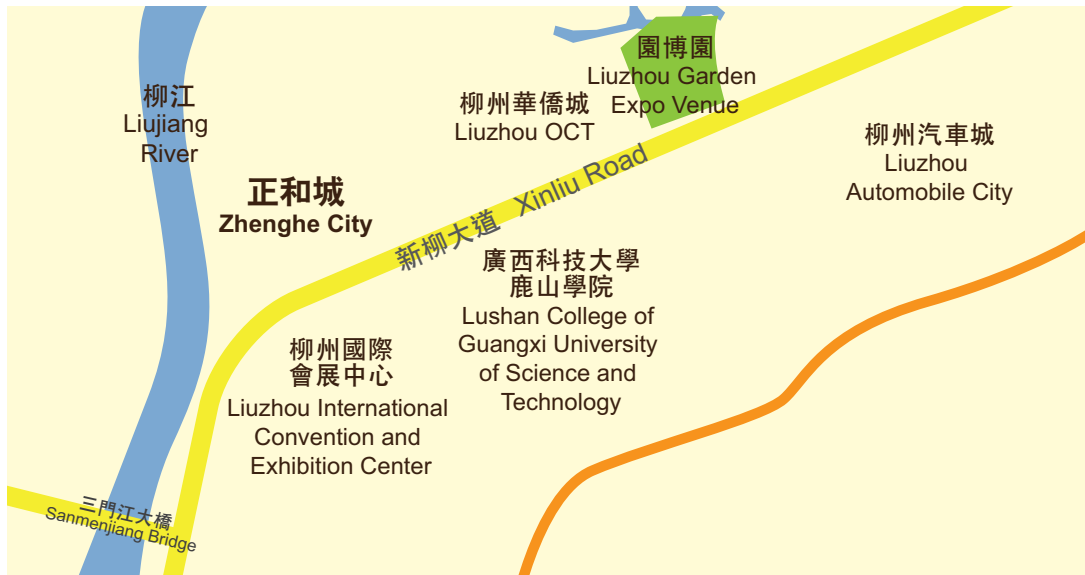 園博園
Liuzhou Garden
Expo Venue
柳江
Liujiang
River
柳州華僑城
Liuzhou OCT
柳州汽車城
Liuzhou
Automobile City
正和城
Zhenghe City
新柳大道 Xinliu Road
廣西科技大學
鹿山學院
Lushan College of
Guangxi University
of Science and
Technology
柳州國際
會展中心
Liuzhou International
Convention and
Exhibition Center
三門江大橋
Sanmenjiang Bridge